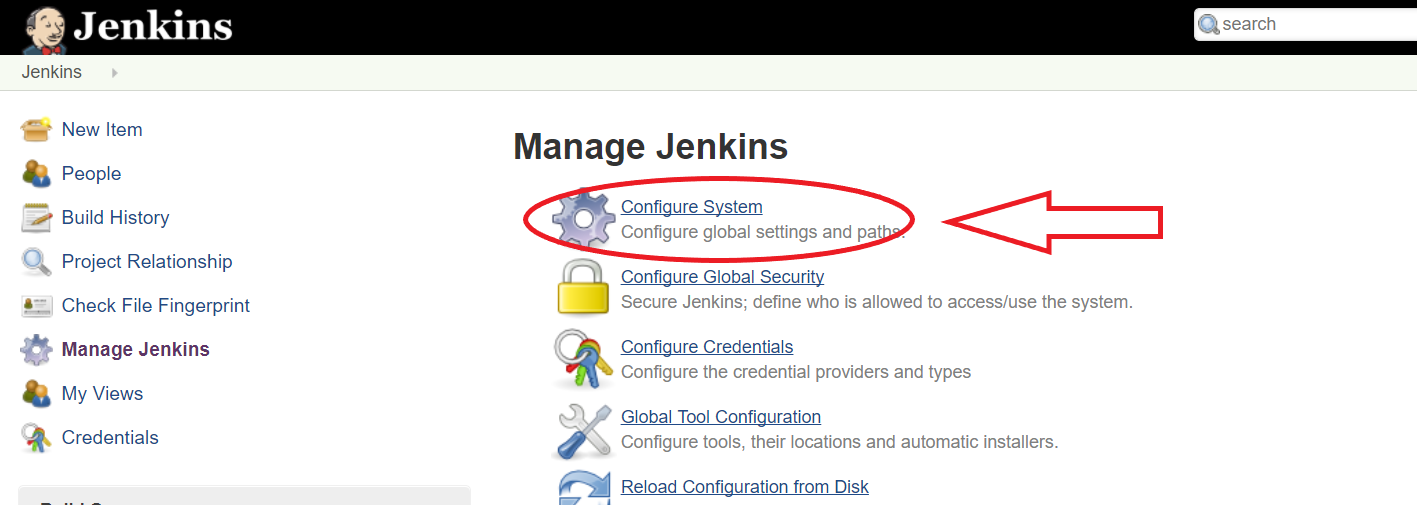 Jenkins
search
Jenkins
New Item
People
Build History
Project Relationship
Check File Fingerprint
Manage Jenkins
My Views
Credentials
Manage Jenkins
Configure System
Configure global settings and paths.
Configure Global Security
Secure Jenkins; define who is allowed to access/use the system.
Configure Credentials
Configure the credential providers and types
Global Tool Configuration
Configure tools, their locations and automatic installers.
Reload Configuration from Disk